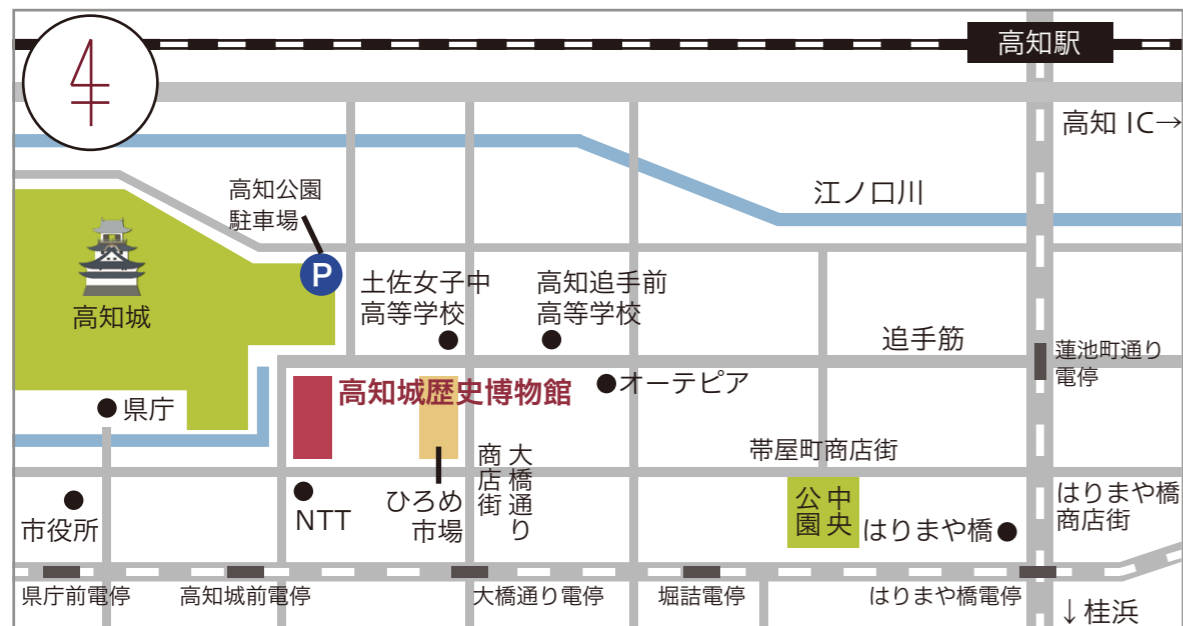 高知駅
高知 IC→
高知公園
駐車場
江ノ口川
P
土佐女子中
高等学校
高知追手前
高等学校
高知城
追手筋
蓮池町通り
電停
高知城歴史博物館
オーテピア
県庁
帯屋町商店街
大橋通り
商店街
NTT
ひろめ
市場
中央
公園
はりまや橋
はりまや橋
商店街
市役所
県庁前電停
高知城前電停
大橋通り電停
堀詰電停
はりまや橋電停
↓桂浜